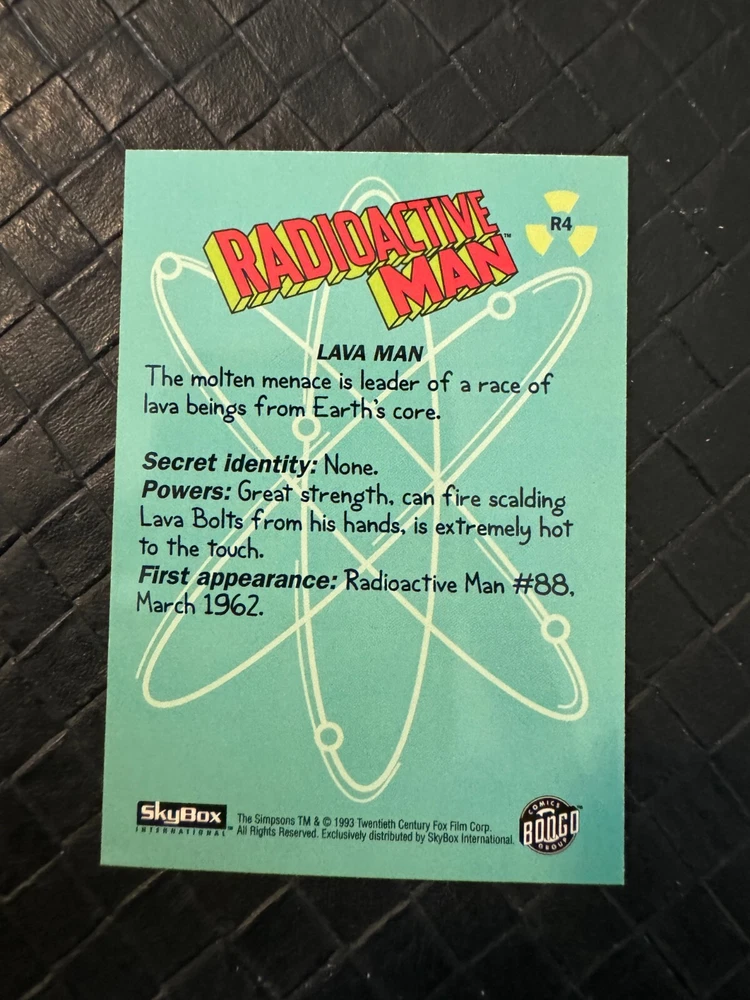 RADIOACTIVE
MAN™
R4
LAVA MAN
The molten menace is leader of a race of
lava beings from Earth's core.
Secret identity: None.
Powers: Great strength, can fire scalding
Lava Bolts from his hands, is extremely hot
to the touch.
First appearance: Radioactive Man #88,
March 1962.
SkyBox
INTERNATIONAL™
The Simpsons TM & © 1993 Twentieth Century Fox Film Corp.
All Rights Reserved. Exclusively distributed by SkyBox International.
COMICS
BONGO™
GROUP